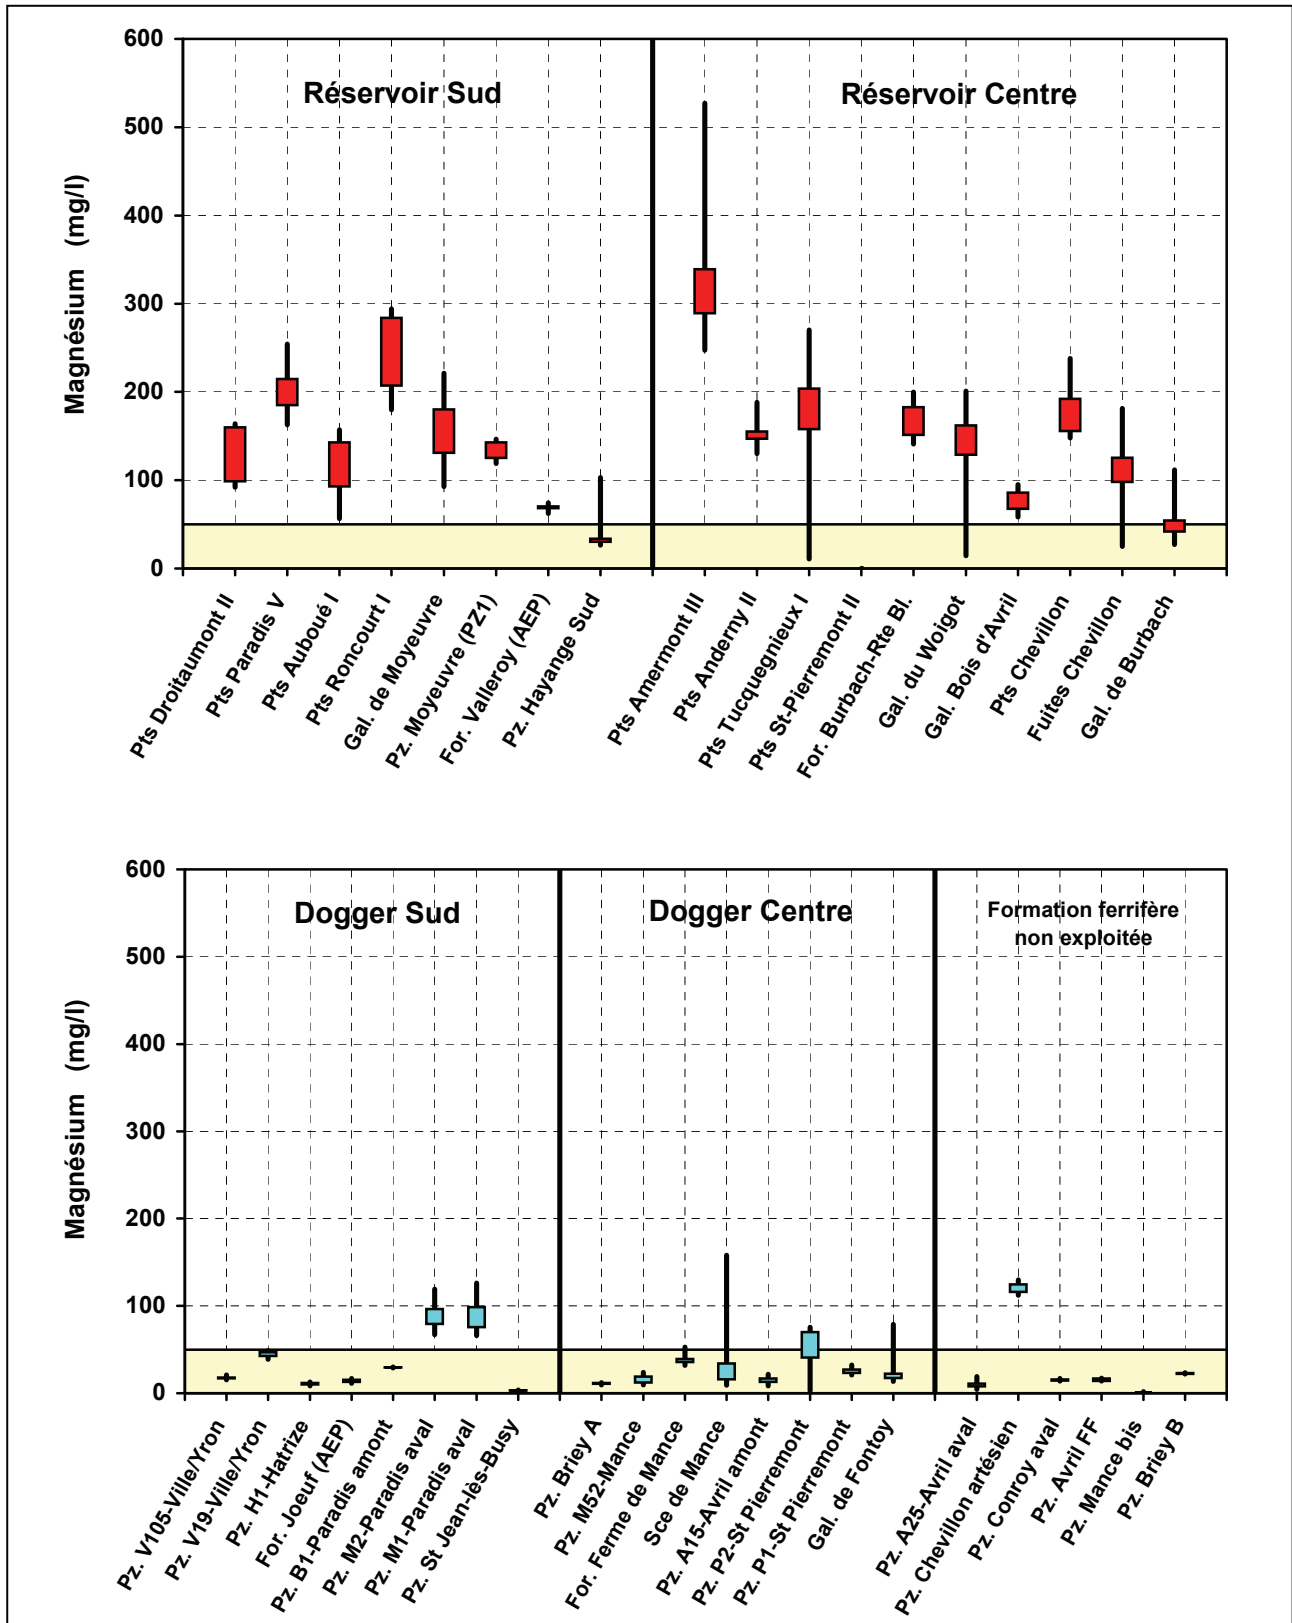 600
500
400
300
200
100
0
Magnésium (mg/l)
Réservoir Sud
Réservoir Centre
Pts Droitaumont II
Pts Paradis V
Pts Auboué I
Pts Roncourt I
Gal. de Moyeuvre
Pz. Moyeuvre (PZ1)
For. Valleroy (AEP)
Pz. Hayange Sud
Pts Amermont III
Pts Anderny II
Pts Tucquegnieux I
Pts St-Pierremont II
For. Burbach-Rte Bl.
Gal. du Woigot
Gal. Bois d'Avril
Pts Chevillon
Fuites Chevillon
Gal. de Burbach
600
500
400
300
200
100
0
Magnésium (mg/l)
Dogger Sud
Dogger Centre
Formation ferrifère
non exploitée
Pz. V105-Ville/Yron
Pz. V19-Ville/Yron
Pz. H1-Hatrize
For. Joeuf (AEP)
Pz. B1-Paradis amont
Pz. M2-Paradis aval
Pz. M1-Paradis aval
Pz. St Jean-lès-Busy
Pz. Briey A
Pz. M52-Mance
For. Ferme de Mance
Sce de Mance
Pz. A15-Avril amont
Pz. P2-St Pierremont
Pz. P1-St Pierremont
Gal. de Fontoy
Pz. A25-Avril aval
Pz. Chevillon artésien
Pz. Conroy aval
Pz. Avril FF
Pz. Mance bis
Pz. Briey B